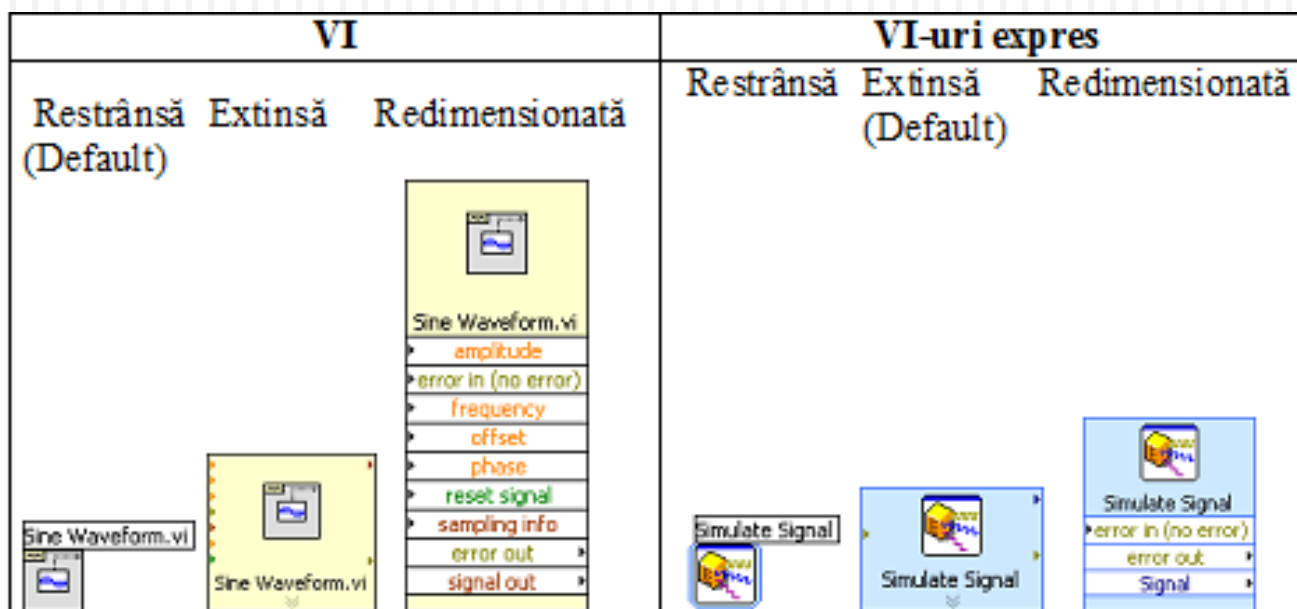 VI
VI-uri expres
Restrânsă Extinsă Redimensionată
(Default)
Sine Waveform.vi
Sine Waveform.vi
Sine Waveform.vi
amplitude
error in (no error)
frequency
offset
phase
reset signal
sampling info
error out
signal out
Restrânsă Extinsă Redimensionată
(Default)
Simulate Signal
Simulate Signal
Simulate Signal
error in (no error)
error out
Signal